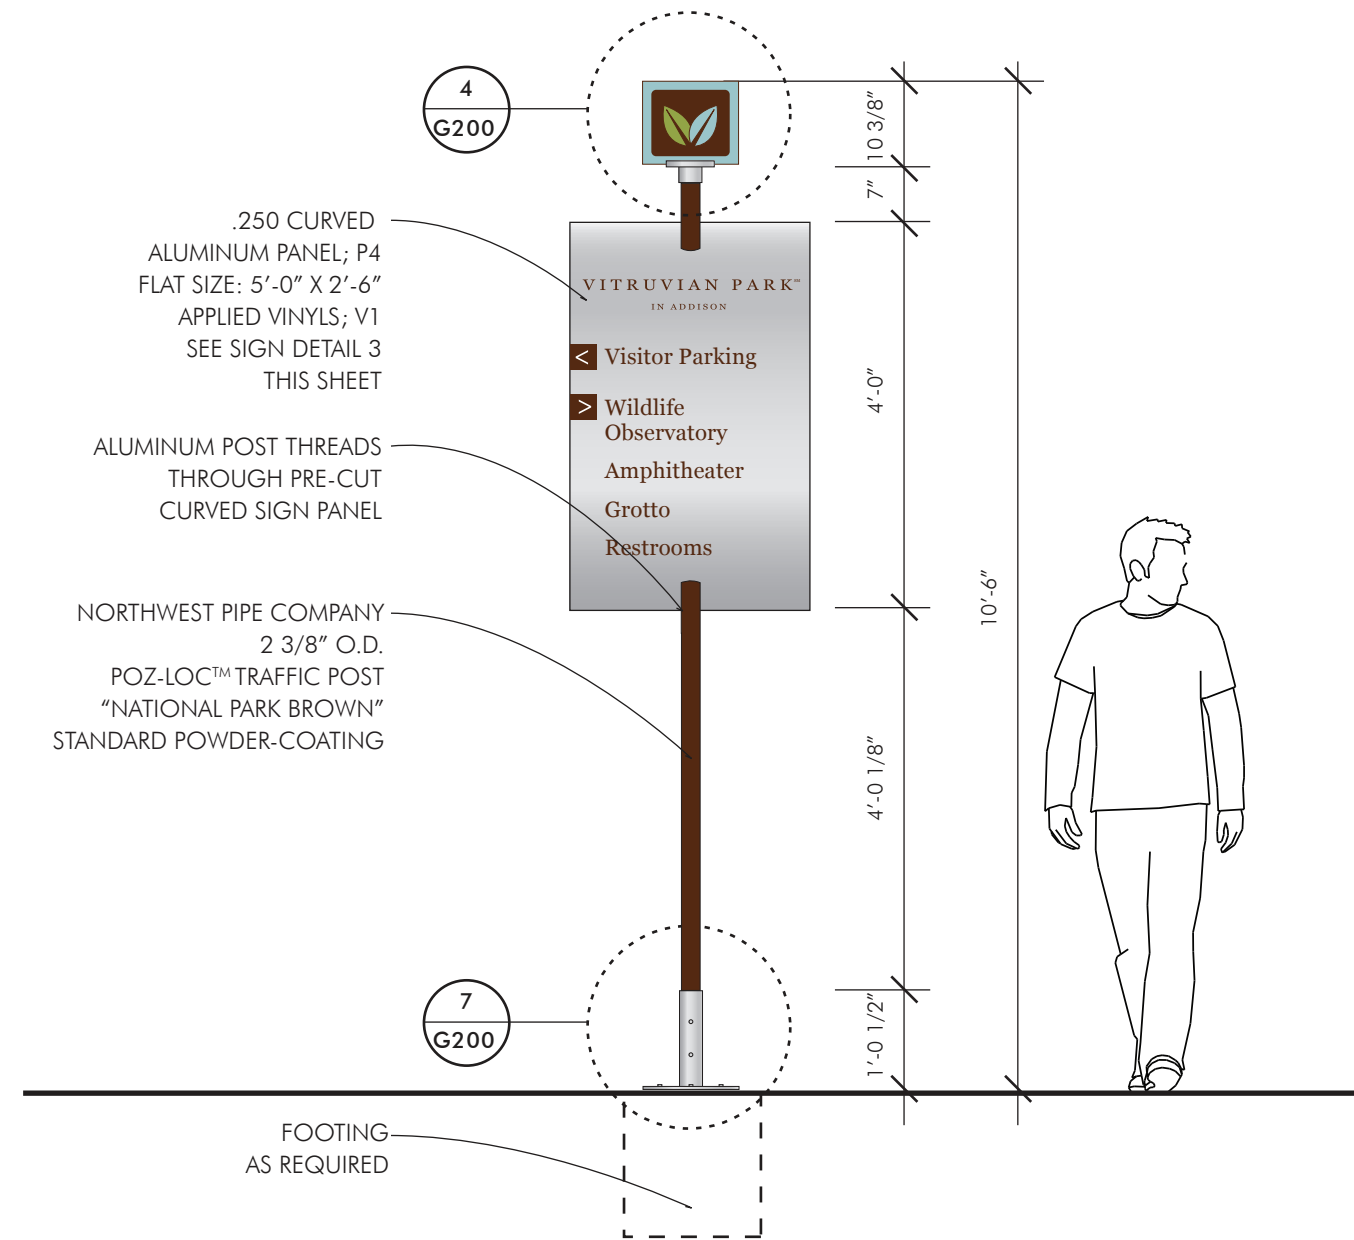 4
G200
10 3/8”
7”
.250 CURVED
ALUMINUM PANEL; P4
FLAT SIZE: 5’-0” X 2’-6”
APPLIED VINYLS; V1
SEE SIGN DETAIL 3
THIS SHEET
VITRUVIAN PARK℠
IN ADDISON
< Visitor Parking
> Wildlife
Observatory
Amphitheater
Grotto
Restrooms
4’-0”
ALUMINUM POST THREADS
THROUGH PRE-CUT
CURVED SIGN PANEL
10’-6”
NORTHWEST PIPE COMPANY
2 3/8” O.D.
POZ-LOC™ TRAFFIC POST
“NATIONAL PARK BROWN”
STANDARD POWDER-COATING
4’-0 1/8”
7
G200
1’-0 1/2”
FOOTING
AS REQUIRED